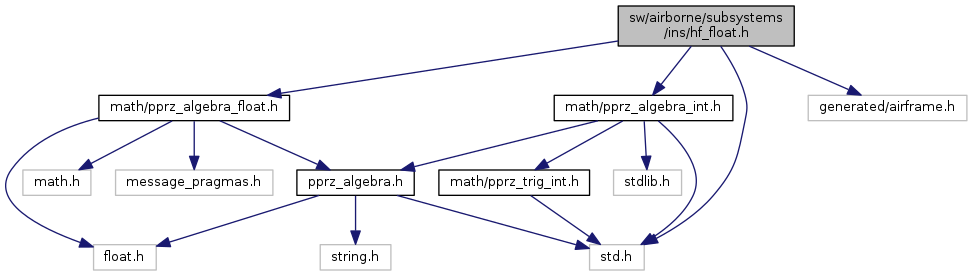 sw/airborne/subsystems
/ins/hf_float.h
math/pprz_algebra_float.h
math/pprz_algebra_int.h
generated/airframe.h
math.h
message_pragmas.h
pprz_algebra.h
math/pprz_trig_int.h
stdlib.h
float.h
string.h
std.h